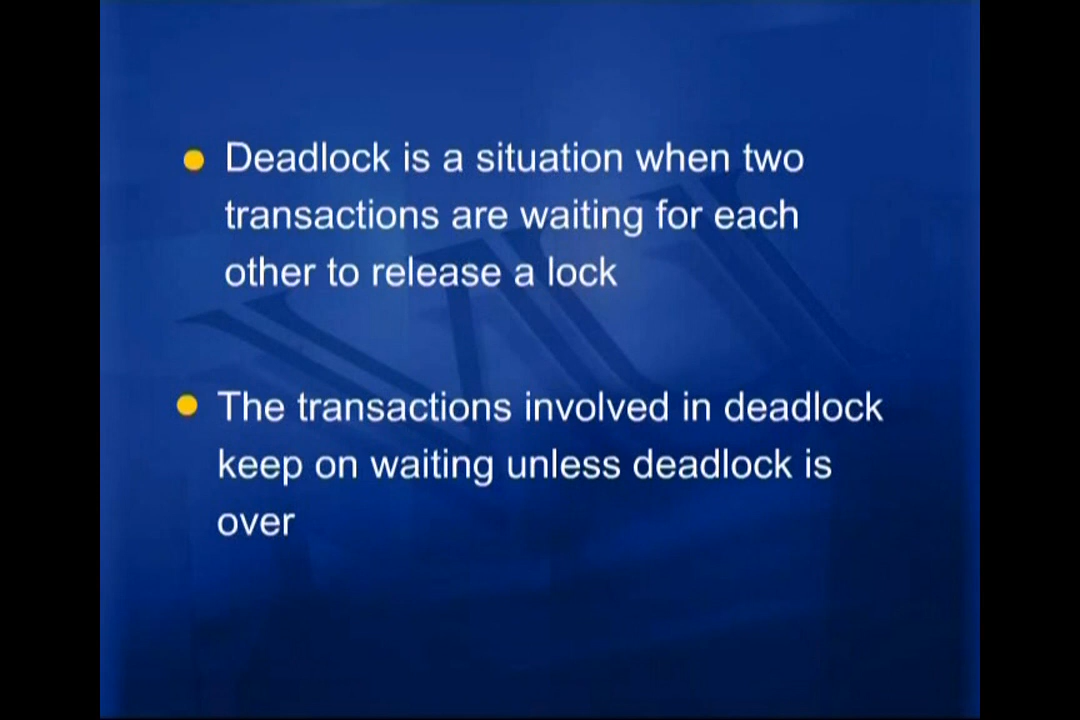 Deadlock is a situation when two
transactions are waiting for each
other to release a lock
The transactions involved in deadlock
keep on waiting unless deadlock is
over